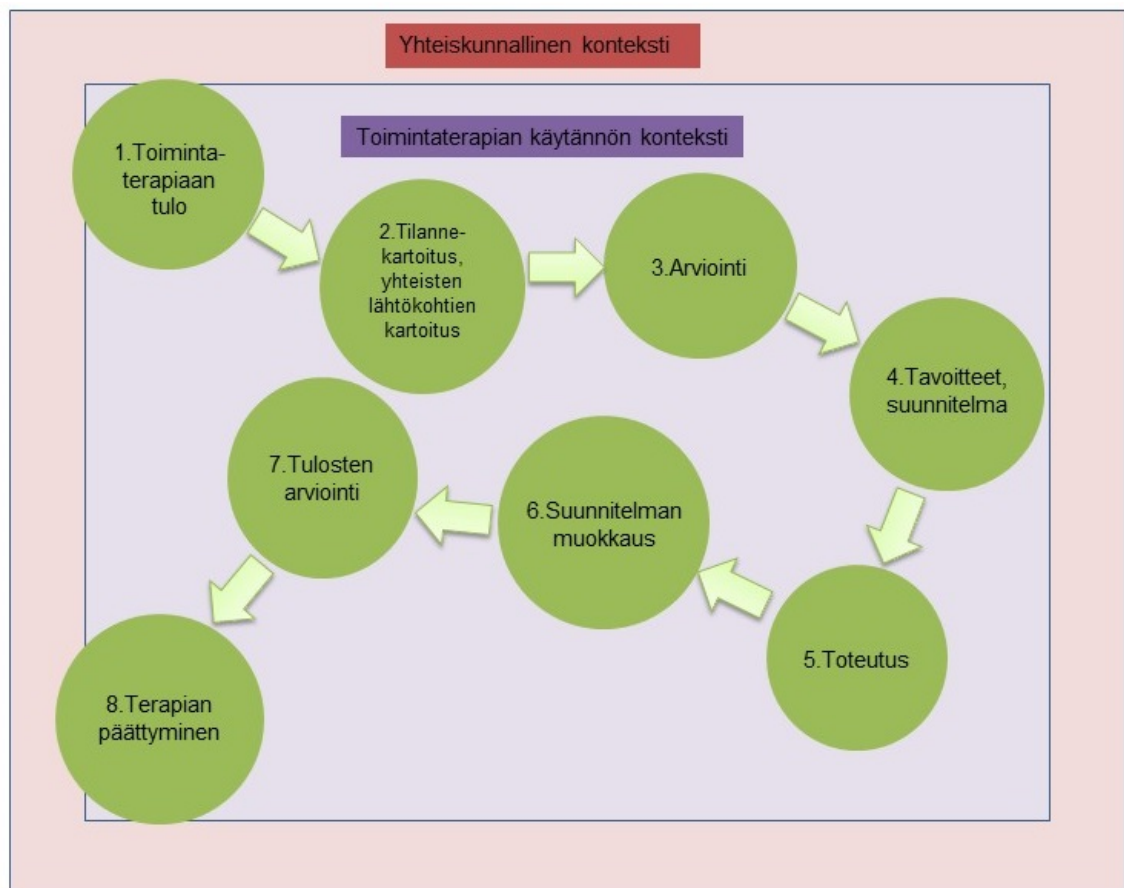 Yhteiskunnallinen konteksti
Toimintaterapian käytännön konteksti
1.Toiminta-
terapiaan
tulo
2.Tilanne-
kartoitus,
yhteisten
lähtökohtien
kartoitus
3.Arviointi
4.Tavoitteet,
suunnitelma
5.Toteutus
6.Suunnitelman
muokkaus
7.Tulosten
arviointi
8.Terapian
päättyminen